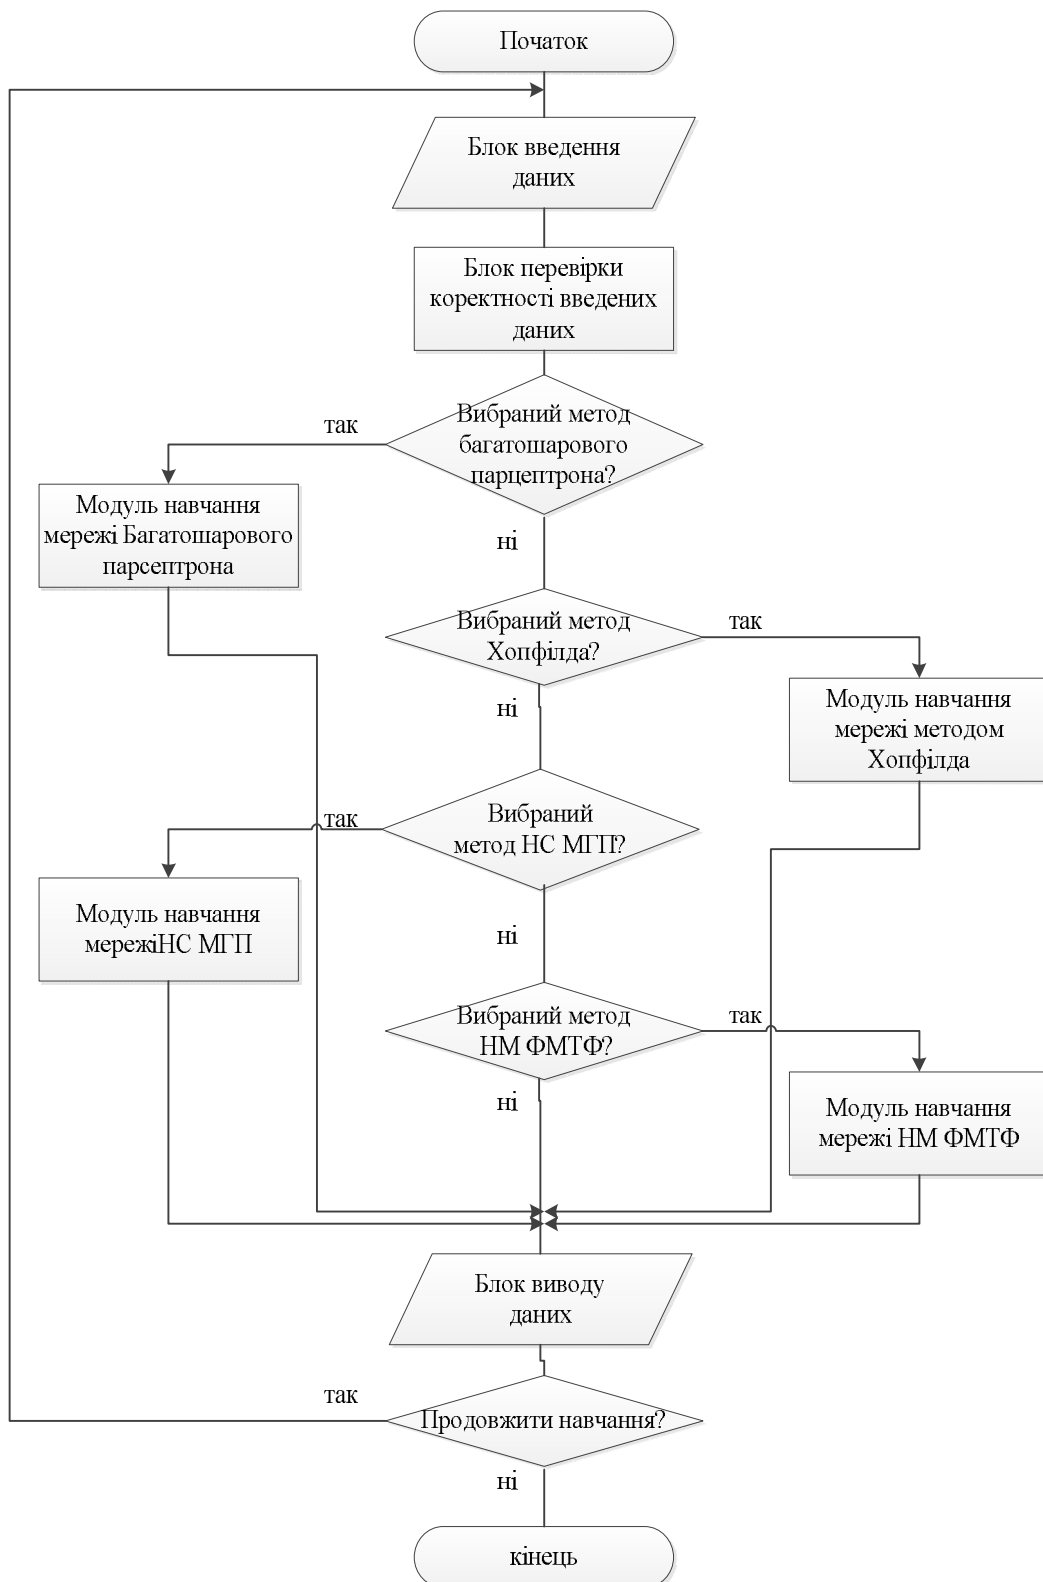 Початок
Блок введення
даних
Блок перевірки
коректності введених
даних
Вибраний метод
багатошарового
парцептрона?
так
Модуль навчання
мережі Багатошарового
парсептрона
ні
Вибраний метод
Хопфілда?
так
Модуль навчання
мережі методом
Хопфілда
ні
Вибраний
метод НС МГП?
так
Модуль навчання
мережіНС МГП
ні
Вибраний метод
НМ ФМТФ?
так
Модуль навчання
мережі НМ ФМТФ
ні
Блок виводу
даних
Продовжити навчання?
так
ні
кінець